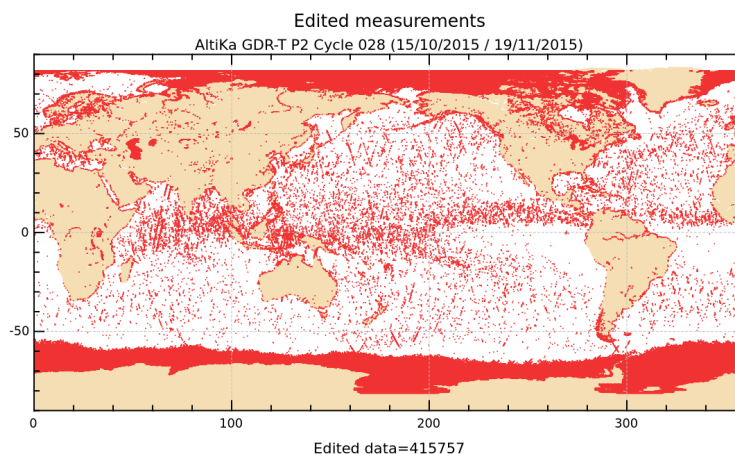 Edited measurements
AltiKa GDR-T P2 Cycle 028 (15/10/2015 / 19/11/2015)
50
0
-50
0 100 200 300
Edited data=415757